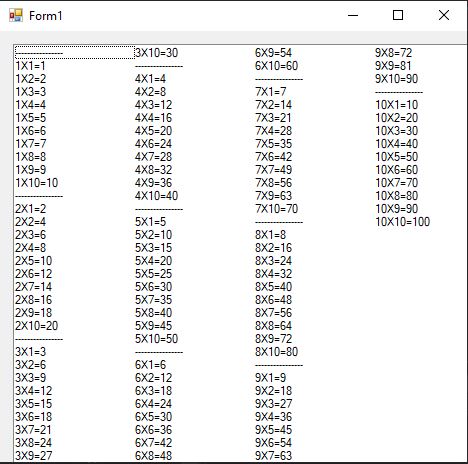 Form1
----------------
1X1=1
1X2=2
1X3=3
1X4=4
1X5=5
1X6=6
1X7=7
1X8=8
1X9=9
1X10=10
----------------
2X1=2
2X2=4
2X3=6
2X4=8
2X5=10
2X6=12
2X7=14
2X8=16
2X9=18
2X10=20
----------------
3X1=3
3X2=6
3X3=9
3X4=12
3X5=15
3X6=18
3X7=21
3X8=24
3X9=27
3X10=30
----------------
4X1=4
4X2=8
4X3=12
4X4=16
4X5=20
4X6=24
4X7=28
4X8=32
4X9=36
4X10=40
----------------
5X1=5
5X2=10
5X3=15
5X4=20
5X5=25
5X6=30
5X7=35
5X8=40
5X9=45
5X10=50
----------------
6X1=6
6X2=12
6X3=18
6X4=24
6X5=30
6X6=36
6X7=42
6X8=48
6X9=54
6X10=60
----------------
7X1=7
7X2=14
7X3=21
7X4=28
7X5=35
7X6=42
7X7=49
7X8=56
7X9=63
7X10=70
----------------
8X1=8
8X2=16
8X3=24
8X4=32
8X5=40
8X6=48
8X7=56
8X8=64
8X9=72
8X10=80
----------------
9X1=9
9X2=18
9X3=27
9X4=36
9X5=45
9X6=54
9X7=63
9X8=72
9X9=81
9X10=90
----------------
10X1=10
10X2=20
10X3=30
10X4=40
10X5=50
10X6=60
10X7=70
10X8=80
10X9=90
10X10=100